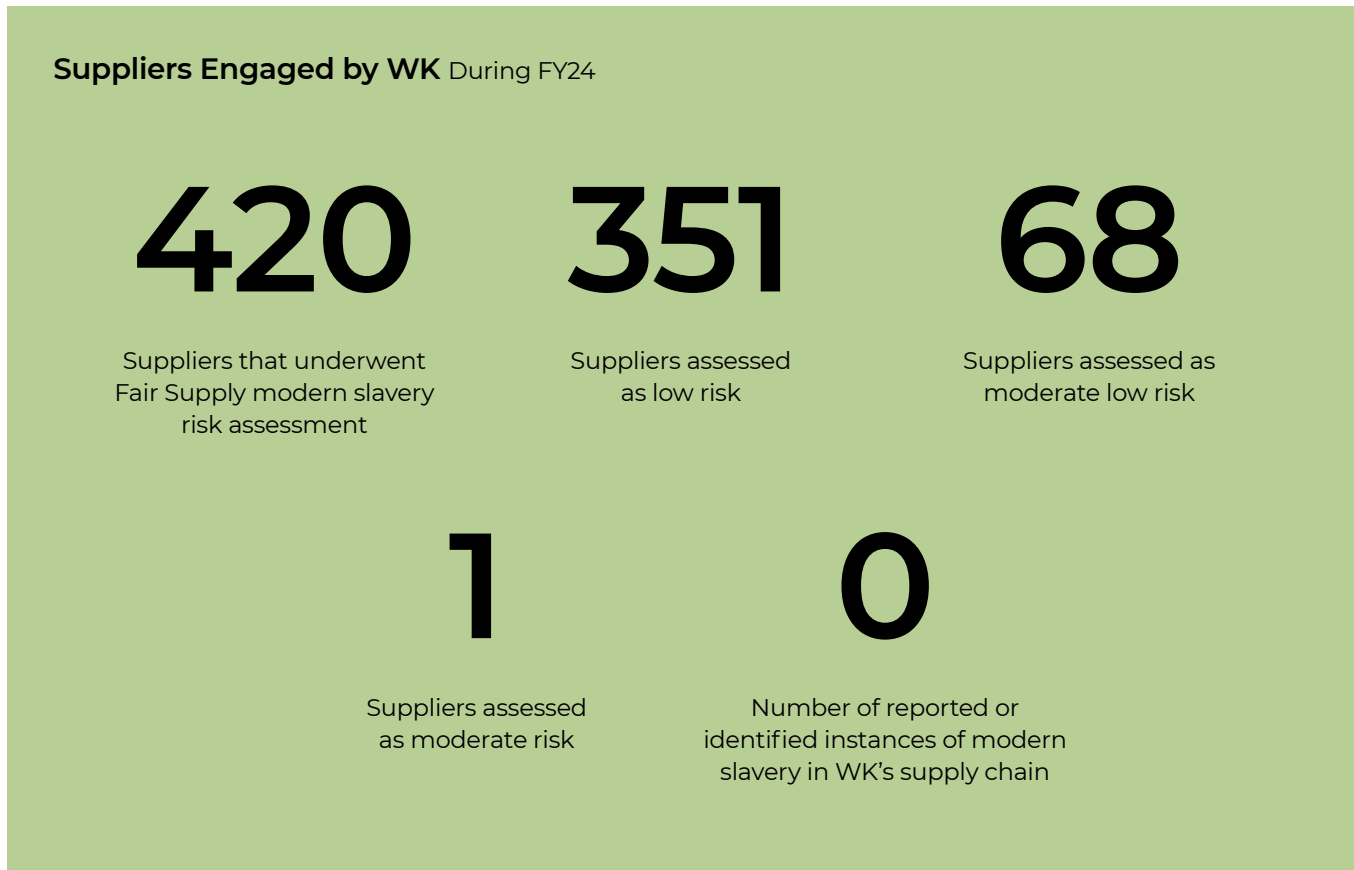 Suppliers Engaged by WK During FY24
420
351
68
Suppliers that underwent
Fair Supply modern slavery
risk assessment
Suppliers assessed
as low risk
Suppliers assessed as
moderate low risk
1
0
Suppliers assessed
as moderate risk
Number of reported or
identified instances of modern
slavery in WK’s supply chain